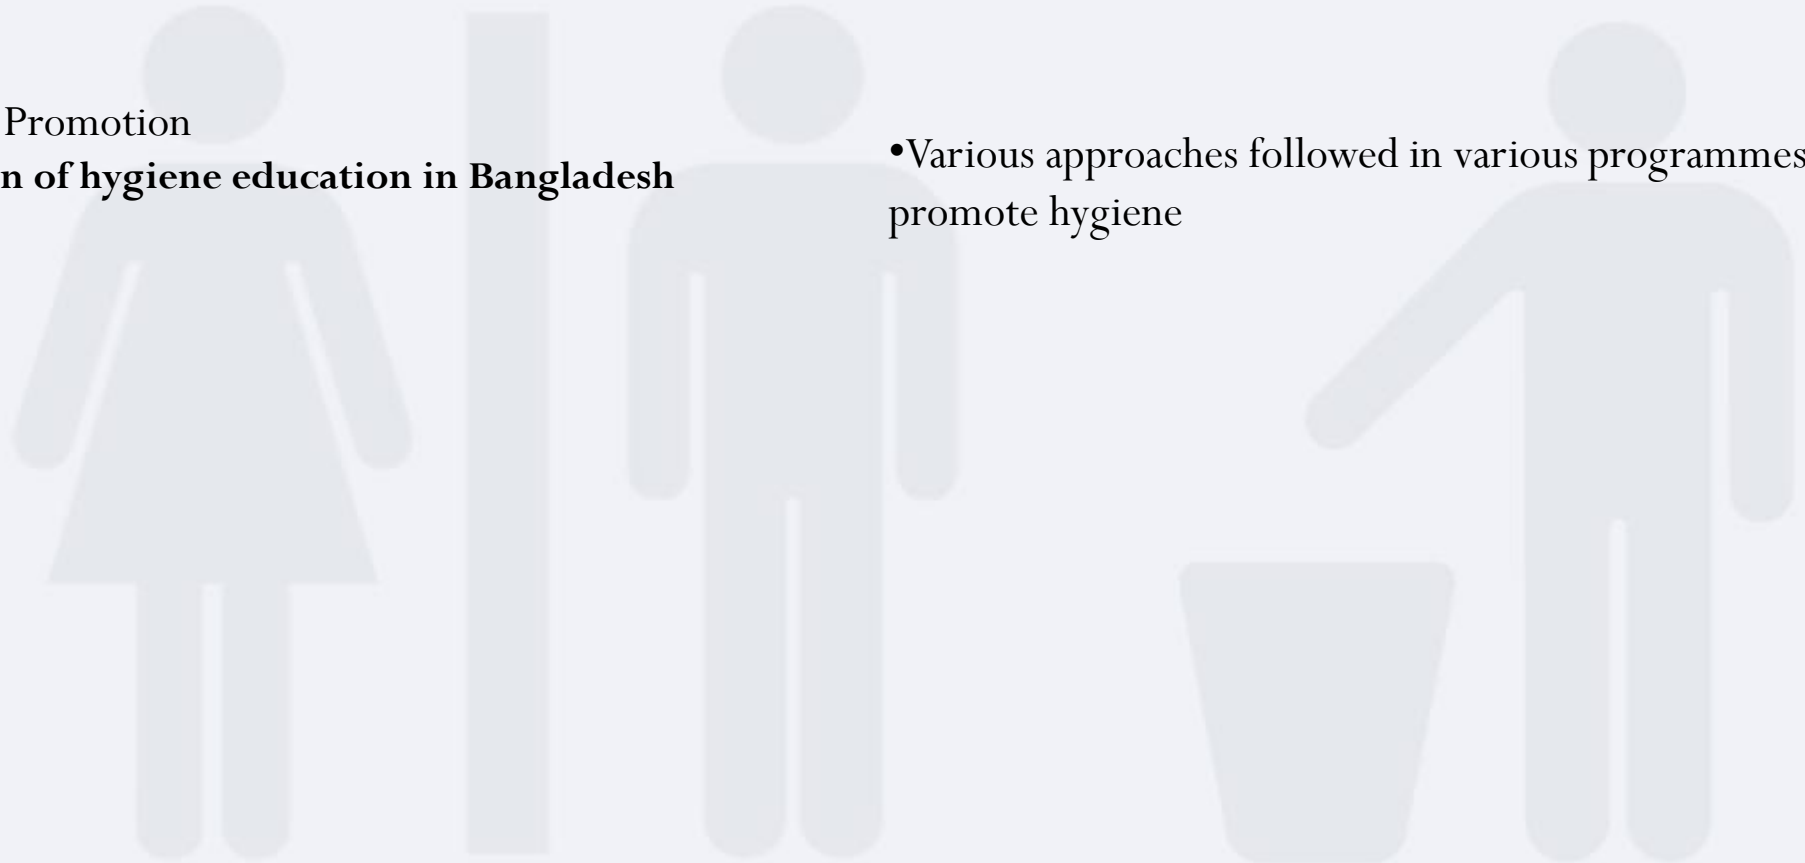 Promotion
n of hygiene education in Bangladesh
•Various approaches followed in various programmes
promote hygiene